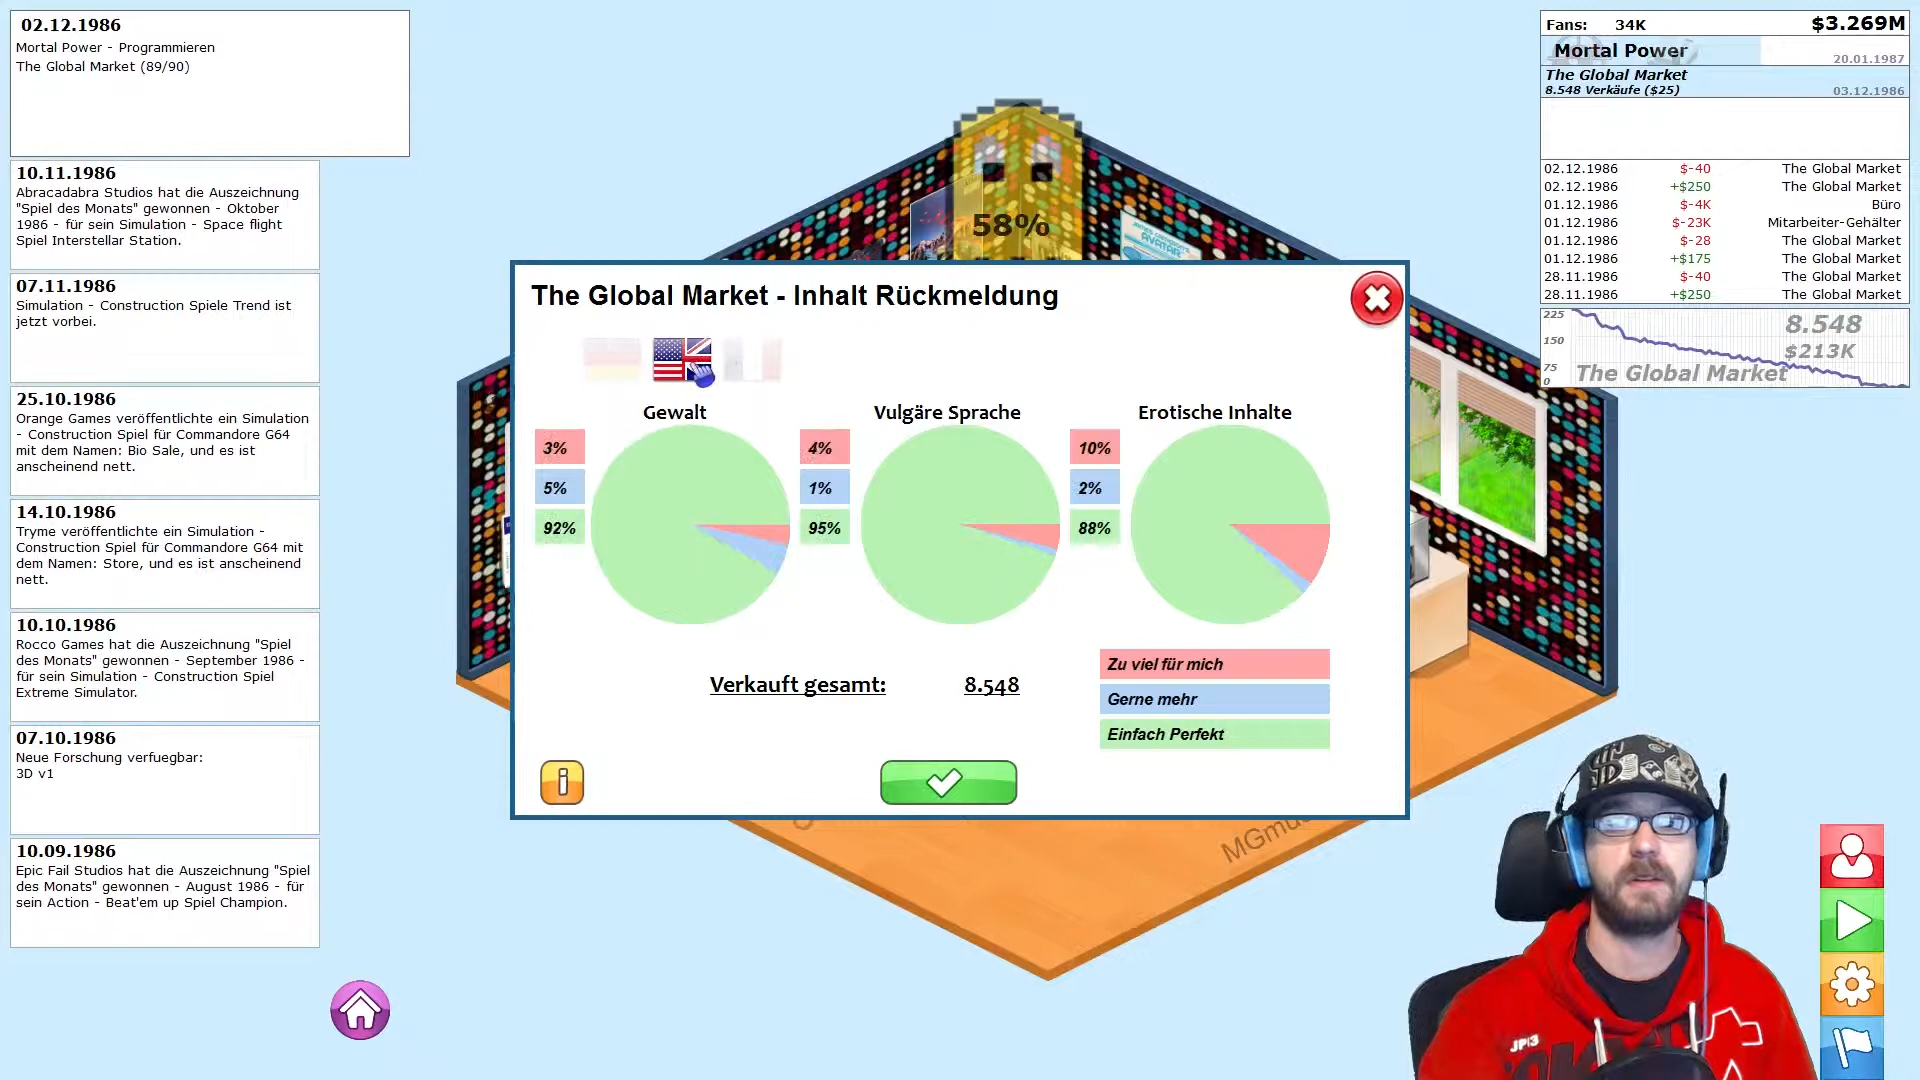 02.12.1986
Mortal Power - Programmieren
The Global Market (89/90)
10.11.1986
Abracadabra Studios hat die Auszeichnung
"Spiel des Monats" gewonnen - Oktober
1986 - für sein Simulation - Space flight
Spiel Interstellar Station.
07.11.1986
Simulation - Construction Spiele Trend ist
jetzt vorbei.
25.10.1986
Orange Games veröffentlichte ein Simulation
- Construction Spiel für Commandore G64
mit dem Namen: Bio Sale, und es ist
anscheinend nett.
14.10.1986
Tryme veröffentlichte ein Simulation -
Construction Spiel für Commandore G64 mit
dem Namen: Store, und es ist anscheinend
nett.
10.10.1986
Rocco Games hat die Auszeichnung "Spiel
des Monats" gewonnen - September 1986 -
für sein Simulation - Construction Spiel
Extreme Simulator.
07.10.1986
Neue Forschung verfuegbar:
3D v1
10.09.1986
Epic Fail Studios hat die Auszeichnung "Spiel
des Monats" gewonnen - August 1986 - für
sein Action - Beat'em up Spiel Champion.
58%
AVATAR
The Global Market - Inhalt Rückmeldung
Gewalt
3%
5%
92%
Vulgäre Sprache
4%
1%
95%
Erotische Inhalte
10%
2%
88%
Verkauft gesamt: 8.548
Zu viel für mich
Gerne mehr
Einfach Perfekt
Fans: 34K $3.269M
Mortal Power 20.01.1987
The Global Market
8.548 Verkäufe ($25) 03.12.1986
02.12.1986 $-40 The Global Market
02.12.1986 +$250 The Global Market
01.12.1986 $-4K Büro
01.12.1986 $-23K Mitarbeiter-Gehälter
01.12.1986 $-28 The Global Market
01.12.1986 +$175 The Global Market
28.11.1986 $-40 The Global Market
28.11.1986 +$250 The Global Market
225
150
75
0
8.548
$213K
The Global Market
JP13